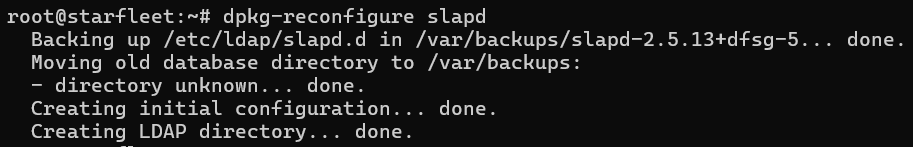 root@starfleet:~# dpkg-reconfigure slapd
Backing up /etc/ldap/slapd.d in /var/backups/slapd-2.5.13+dfsg-5... done.
Moving old database directory to /var/backups:
- directory unknown... done.
Creating initial configuration... done.
Creating LDAP directory... done.